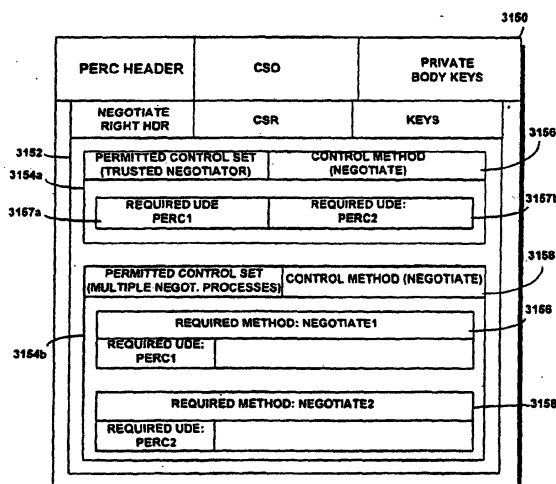 3150
PERC HEADER
CSO
PRIVATE
BODY KEYS
NEGOTIATE
RIGHT HDR
CSR
KEYS
3152
3156
PERMITTED CONTROL SET
(TRUSTED NEGOTIATOR)
CONTROL METHOD
(NEGOTIATE)
3154a
3157a
REQUIRED UDE
PERC1
REQUIRED UDE:
PERC2
3157b
PERMITTED CONTROL SET
(MULTIPLE NEGOT. PROCESSES)
CONTROL METHOD (NEGOTIATE)
3158
REQUIRED METHOD: NEGOTIATE1
3156
REQUIRED UDE:
PERC1
3154b
REQUIRED METHOD: NEGOTIATE2
3158
REQUIRED UDE:
PERC2